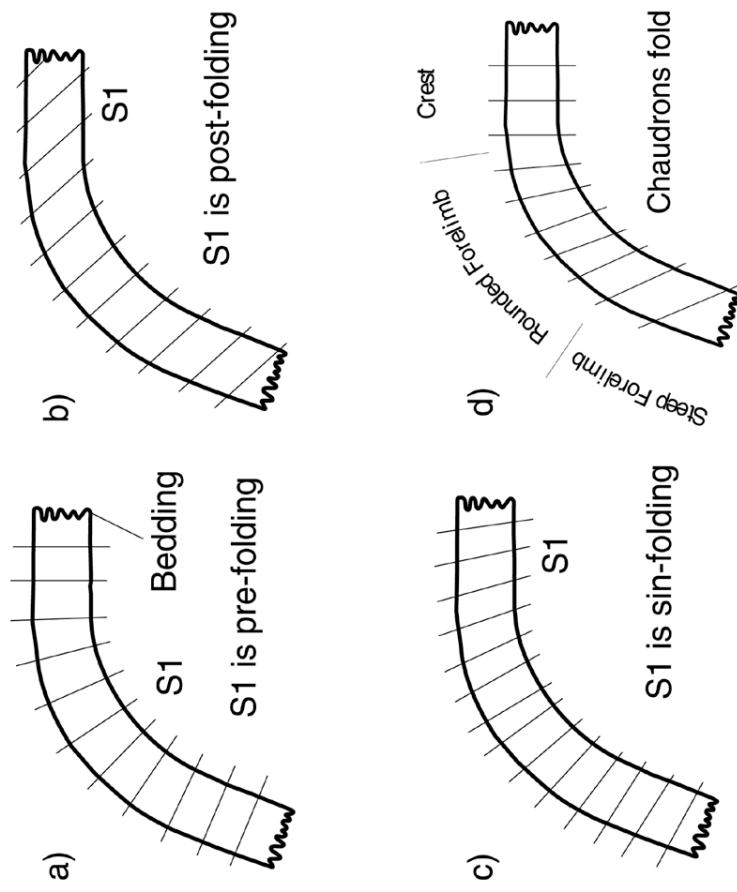 a)
S1
Bedding
S1 is pre-folding
b)
S1
S1 is post-folding
c)
S1
S1 is sin-folding
d)
Crest
Rounded Forelimb
Steep Forelimb
Chaudrons fold